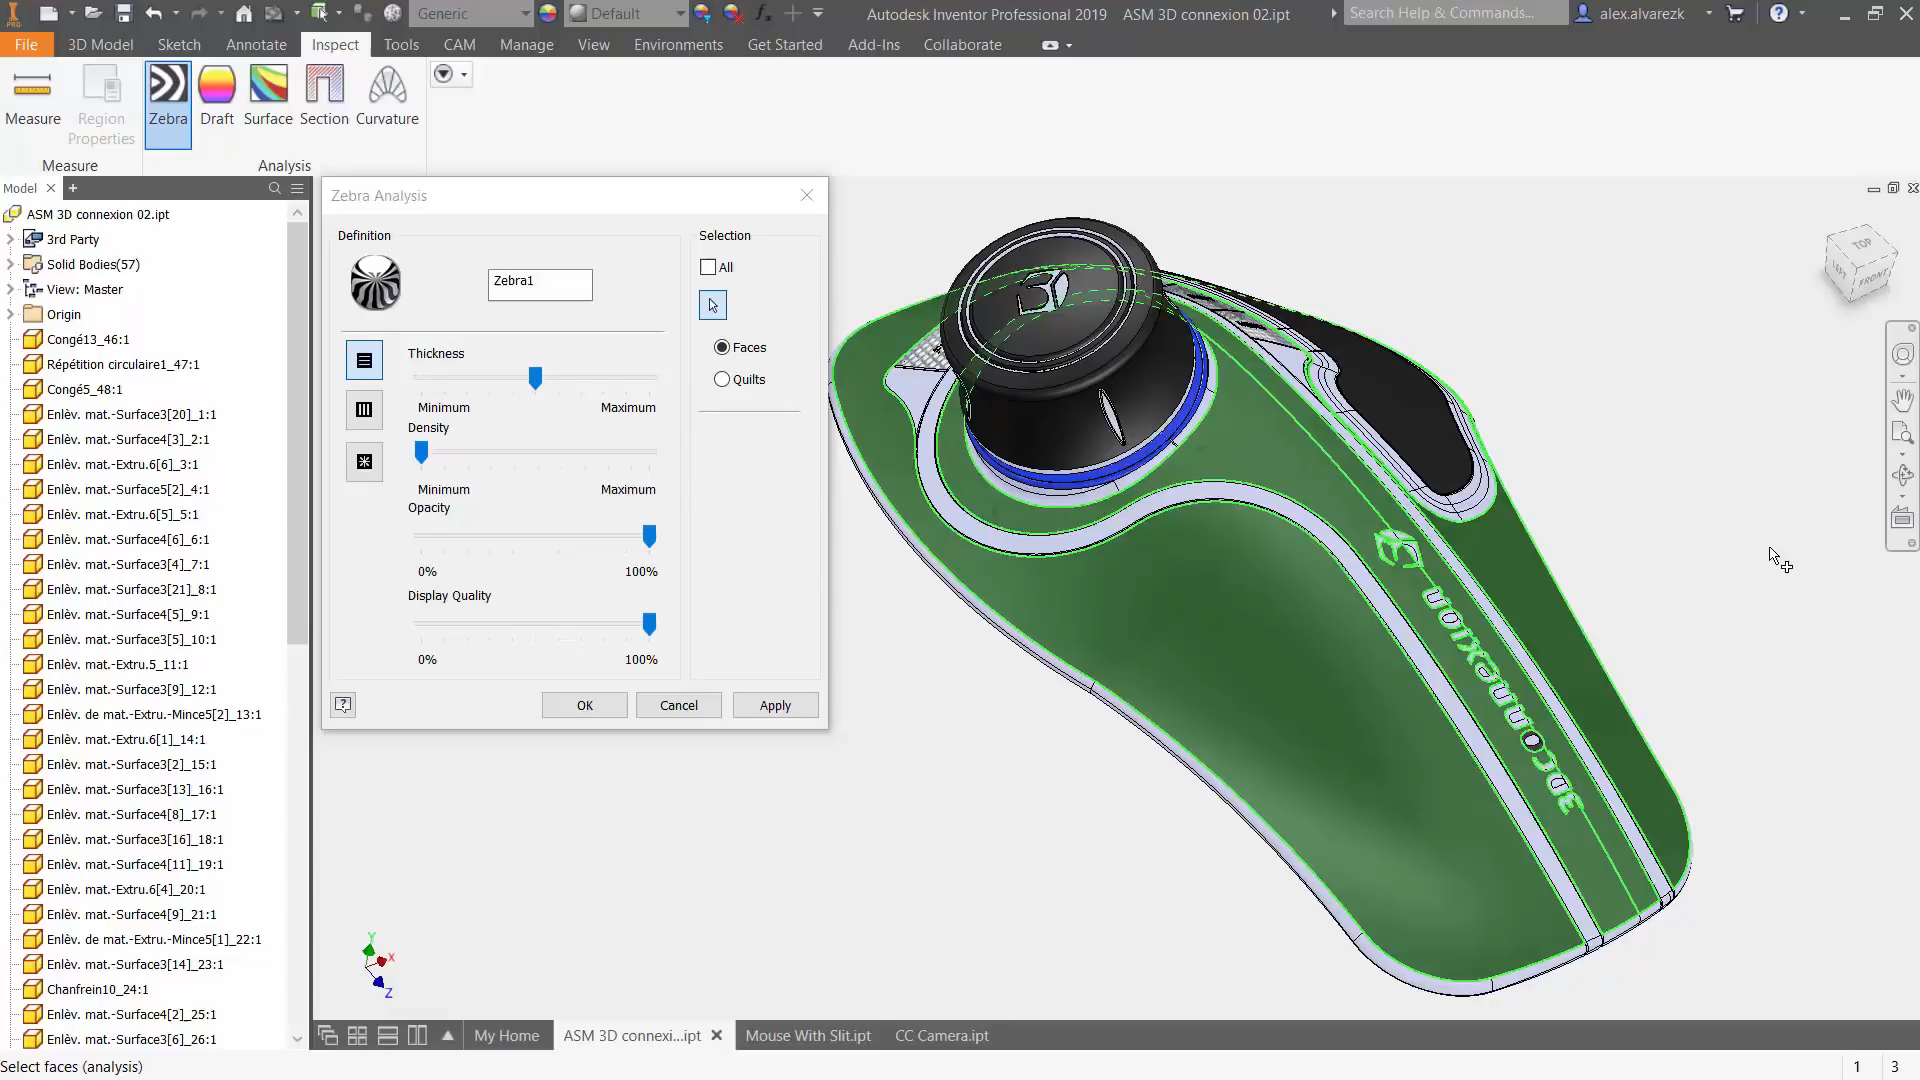 Generic
Default
Autodesk Inventor Professional 2019 ASM 3D connexion 02.ipt
Search Help & Commands...
alex.alvarezk
File 3D Model Sketch Annotate Inspect Tools CAM Manage View Environments Get Started Add-Ins Collaborate
Measure
Region Properties
Zebra
Draft
Surface
Section
Curvature
Measure
Analysis
Model
ASM 3D connexion 02.ipt
3rd Party
Solid Bodies(57)
View: Master
Origin
Congé13_46:1
Répétition circulaire1_47:1
Congé5_48:1
Enlèv. mat.-Surface3[20]_1:1
Enlèv. mat.-Surface4[3]_2:1
Enlèv. mat.-Extru.6[6]_3:1
Enlèv. mat.-Surface5[2]_4:1
Enlèv. mat.-Extru.6[5]_5:1
Enlèv. mat.-Surface4[6]_6:1
Enlèv. mat.-Surface3[4]_7:1
Enlèv. mat.-Surface3[21]_8:1
Enlèv. mat.-Surface4[5]_9:1
Enlèv. mat.-Surface3[5]_10:1
Enlèv. mat.-Extru.5_11:1
Enlèv. mat.-Surface3[9]_12:1
Enlèv. de mat.-Extru.-Mince5[2]_13:1
Enlèv. mat.-Extru.6[1]_14:1
Enlèv. mat.-Surface3[2]_15:1
Enlèv. mat.-Surface3[13]_16:1
Enlèv. mat.-Surface4[8]_17:1
Enlèv. mat.-Surface3[16]_18:1
Enlèv. mat.-Surface4[11]_19:1
Enlèv. mat.-Extru.6[4]_20:1
Enlèv. mat.-Surface4[9]_21:1
Enlèv. de mat.-Extru.-Mince5[1]_22:1
Enlèv. mat.-Surface3[14]_23:1
Chanfrein10_24:1
Enlèv. mat.-Surface4[2]_25:1
Enlèv. mat.-Surface3[6]_26:1
Zebra Analysis
Definition
Zebra1
Thickness
Minimum Maximum
Density
Minimum Maximum
Opacity
0% 100%
Display Quality
0% 100%
Selection
All
Faces
Quilts
OK
Cancel
Apply
TOP
LEFT
FRONT
3Dconnexion
Y
X
Z
My Home
ASM 3D connexi...ipt
Mouse With Slit.ipt
CC Camera.ipt
Select faces (analysis)
1 3